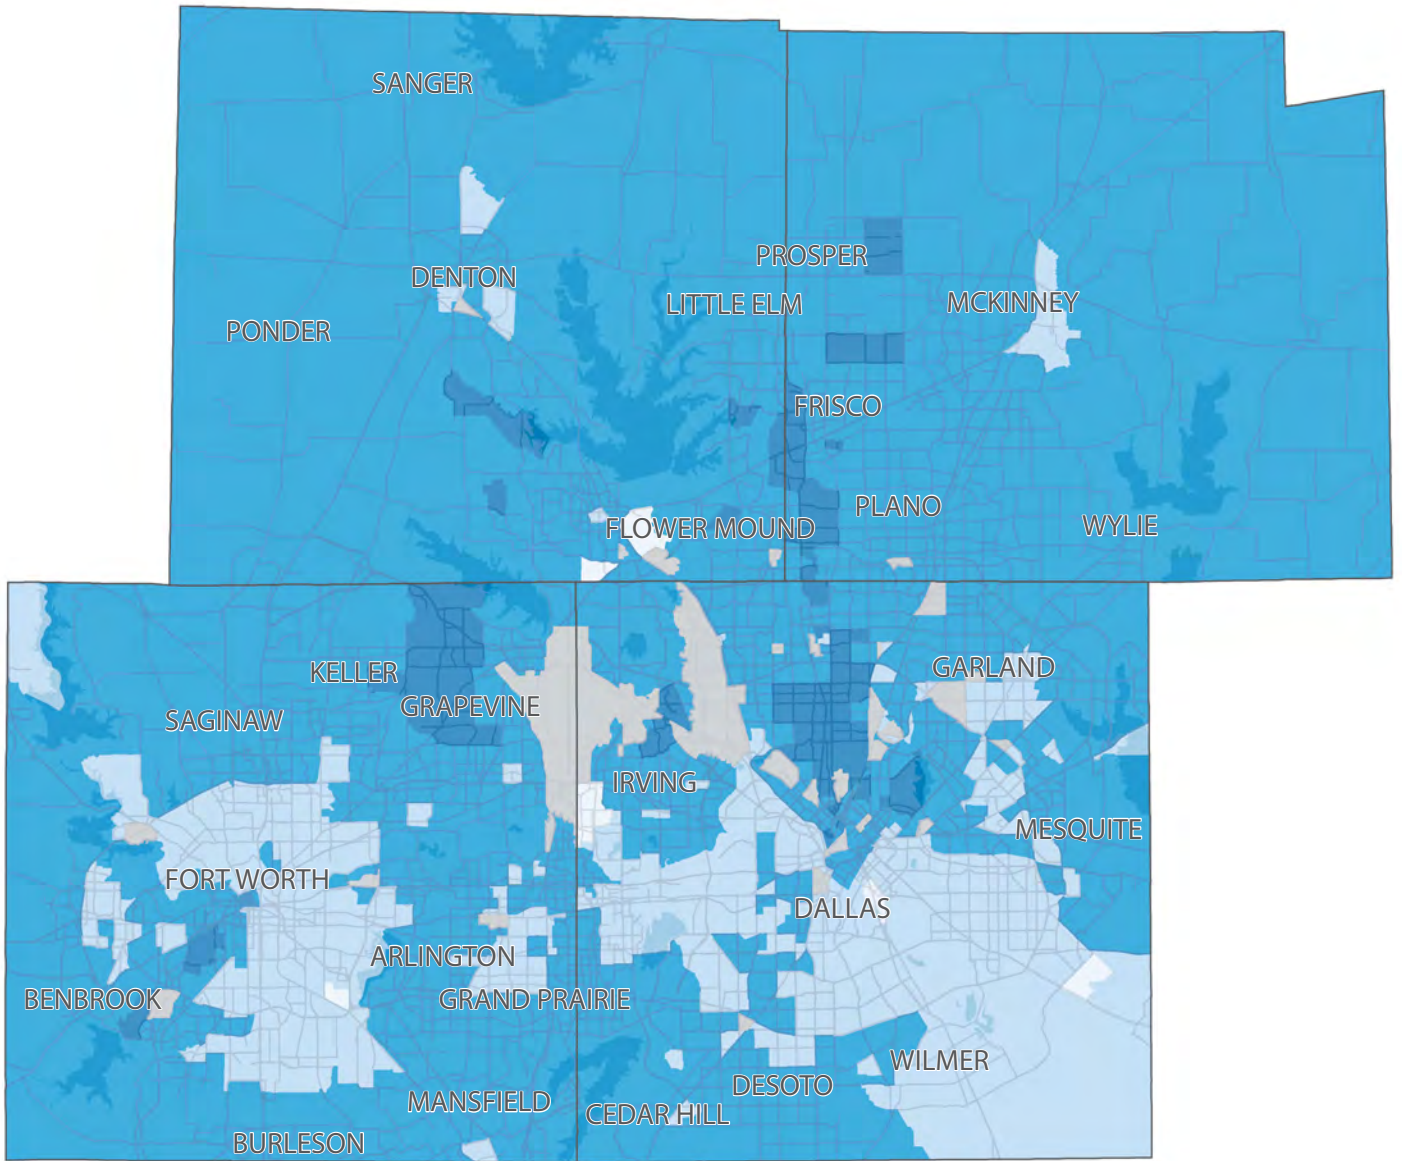 SANGER
PROSPER
DENTON
LITTLE ELM
MCKINNEY
PONDER
FRISCO
PLANO
FLOWER MOUND
WYLIE
KELLER
GARLAND
GRAPEVINE
SAGINAW
IRVING
MESQUITE
FORT WORTH
DALLAS
ARLINGTON
BENBROOK
GRAND PRAIRIE
WILMER
DESOTO
MANSFIELD
CEDAR HILL
BURLESON